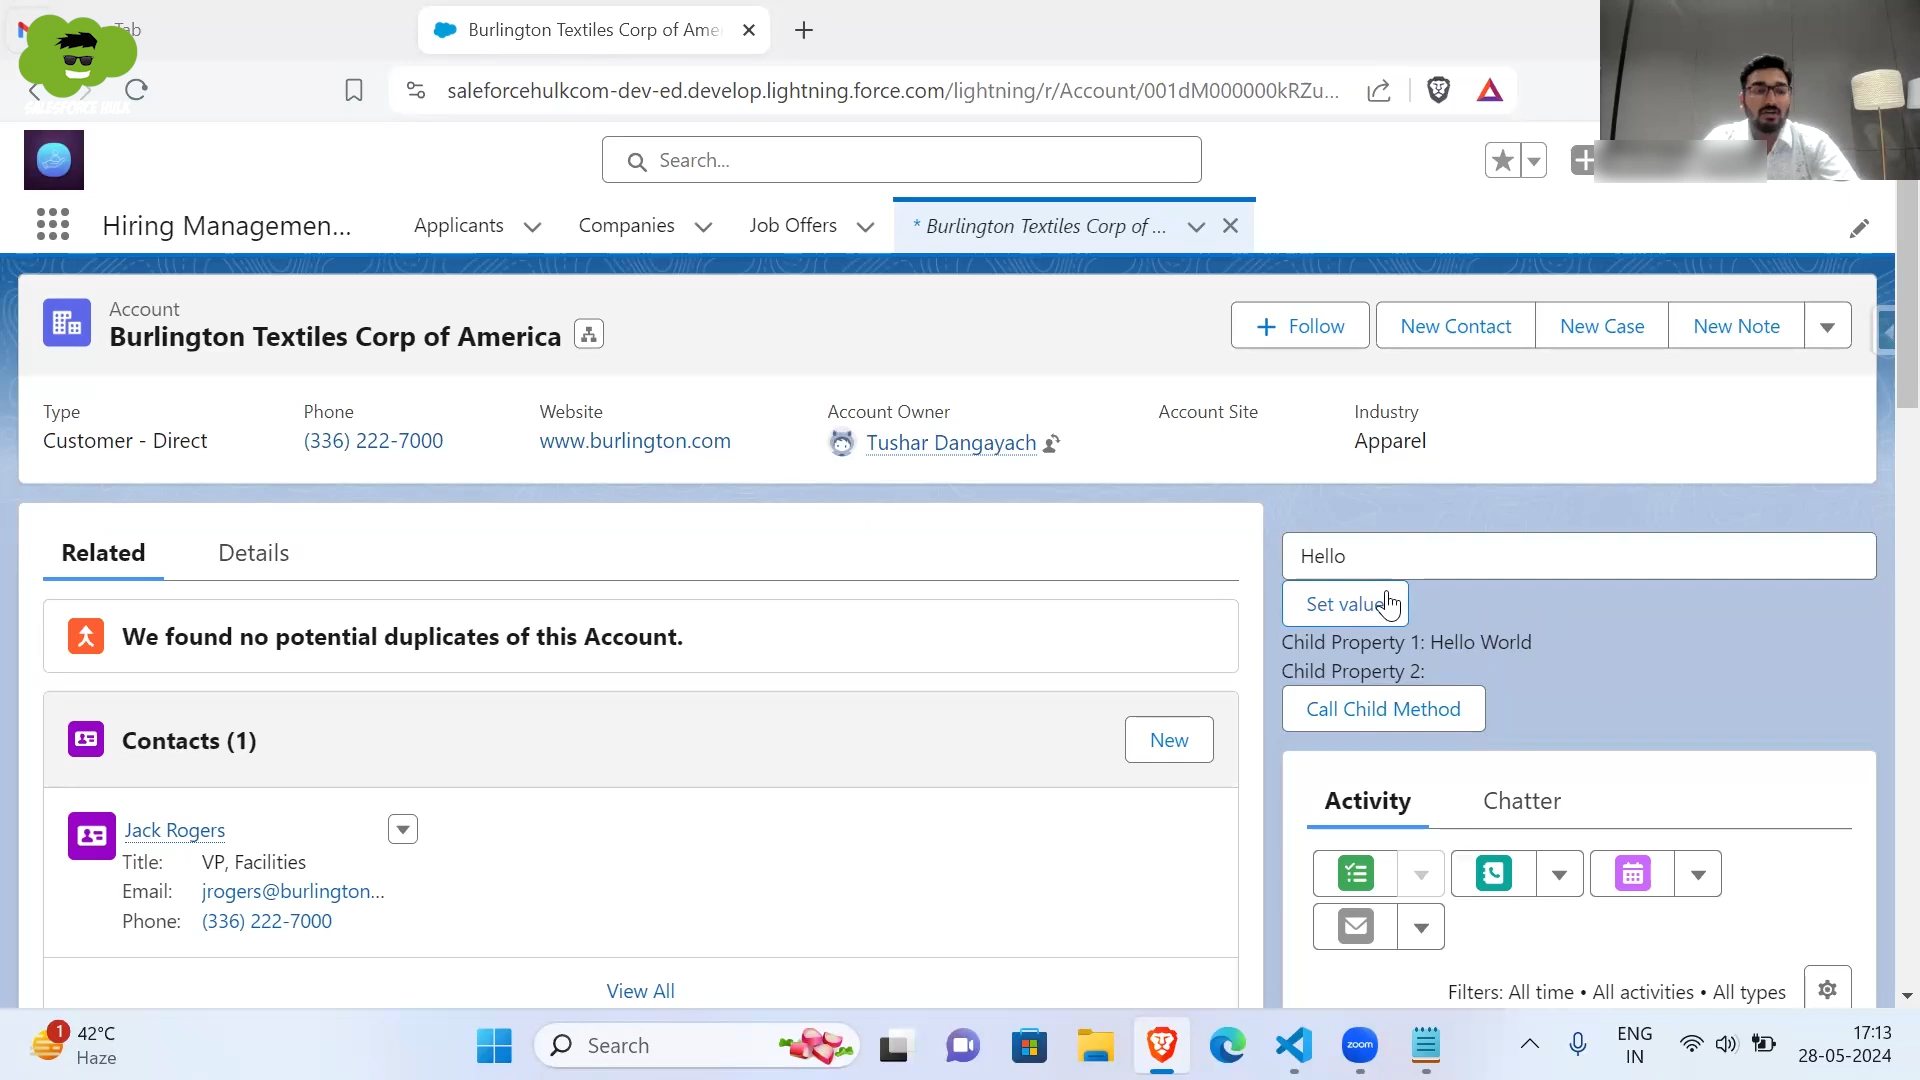 Tab
Burlington Textiles Corp of Ame
SALESFORCE HULK
saleforcehulkcom-dev-ed.develop.lightning.force.com/lightning/r/Account/001dM000000kRZu...
Search...
Hiring Managemen...
Applicants
Companies
Job Offers
* Burlington Textiles Corp of ...
Account
Burlington Textiles Corp of America
Follow
New Contact
New Case
New Note
Type
Phone
Website
Account Owner
Account Site
Industry
Customer - Direct
(336) 222-7000
www.burlington.com
Tushar Dangayach
Apparel
Related
Details
Hello
Set value
We found no potential duplicates of this Account.
Child Property 1: Hello World
Child Property 2:
Call Child Method
Contacts (1)
New
Activity
Chatter
Jack Rogers
Title: VP, Facilities
Email: jrogers@burlington...
Phone: (336) 222-7000
View All
Filters: All time • All activities • All types
1
42°C
Haze
Search
zoom
ENG
IN
17:13
28-05-2024